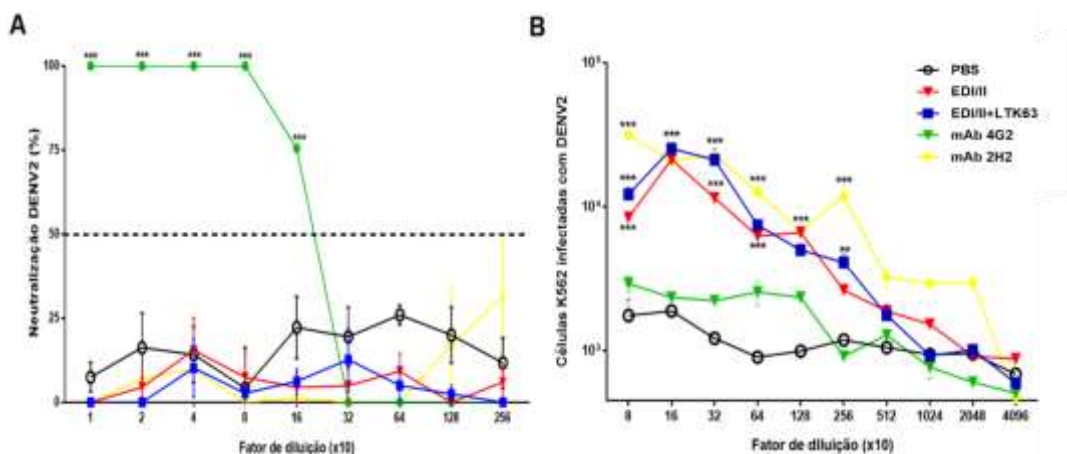 A
*** *** *** *** ***
Neutralização DENV2 (%)
100
75
50
25
0
1 2 4 8 16 32 64 128 256
Fator de diluição (x10)
B
Células K562 infectadas com DENV2
10⁵
10⁴
10³
*** *** *** *** *** *** *** *** *** **
PBS
EDI/II
EDI/II+LTK63
mAb 4G2
mAb 2H2
8 16 32 64 128 256 512 1024 2048 4096
Fator de diluição (x10)